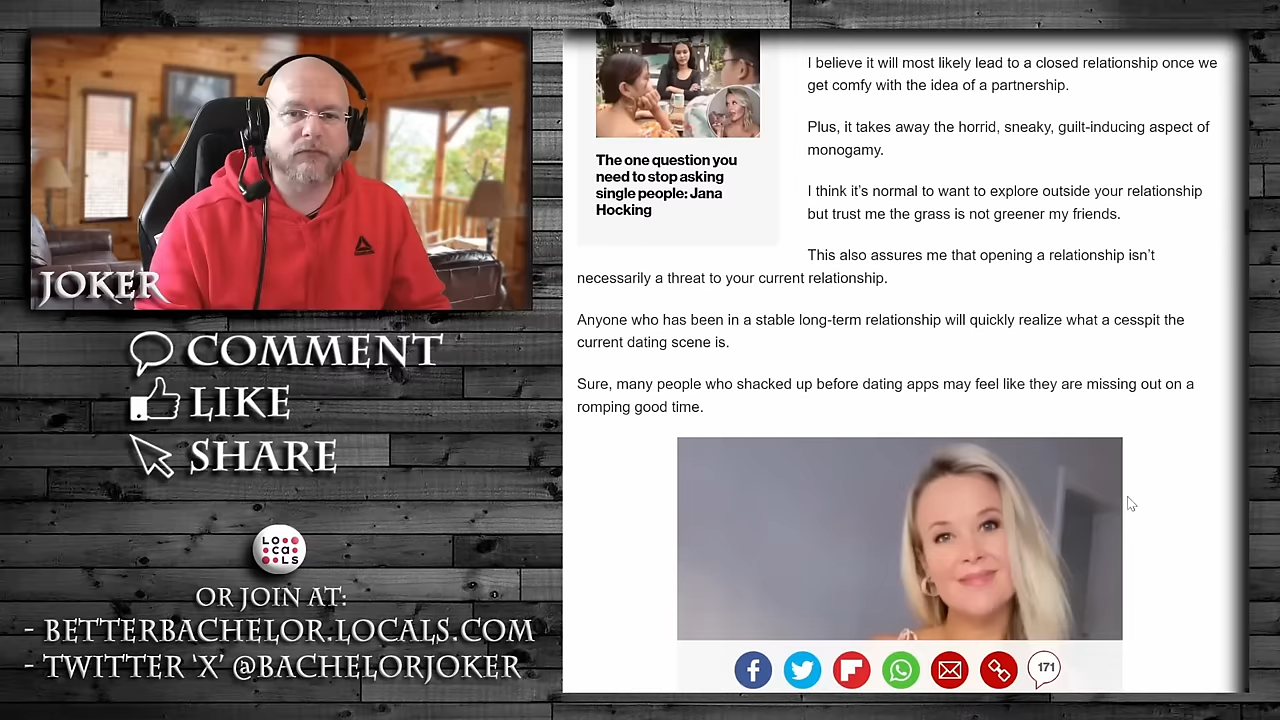 JOKER
COMMENT
LIKE
SHARE
LO
ca
LS
OR JOIN AT:
- BETTERBACHELOR.LOCALS.COM
- TWITTER 'X' @BACHELORJOKER
The one question you
need to stop asking
single people: Jana
Hocking
I believe it will most likely lead to a closed relationship once we
get comfy with the idea of a partnership.
Plus, it takes away the horrid, sneaky, guilt-inducing aspect of
monogamy.
I think it's normal to want to explore outside your relationship
but trust me the grass is not greener my friends.
This also assures me that opening a relationship isn't
necessarily a threat to your current relationship.
Anyone who has been in a stable long-term relationship will quickly realize what a cesspit the
current dating scene is.
Sure, many people who shacked up before dating apps may feel like they are missing out on a
romping good time.
171